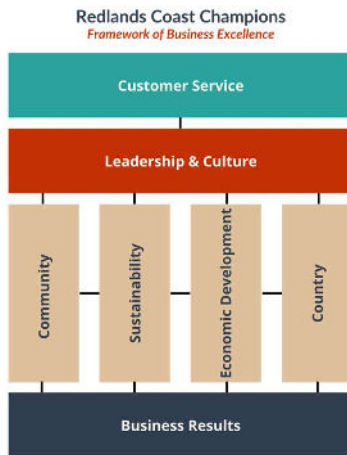 Redlands Coast Champions
Framework of Business Excellence
Customer Service
Leadership & Culture
Community
Sustainability
Economic Development
Country
Business Results